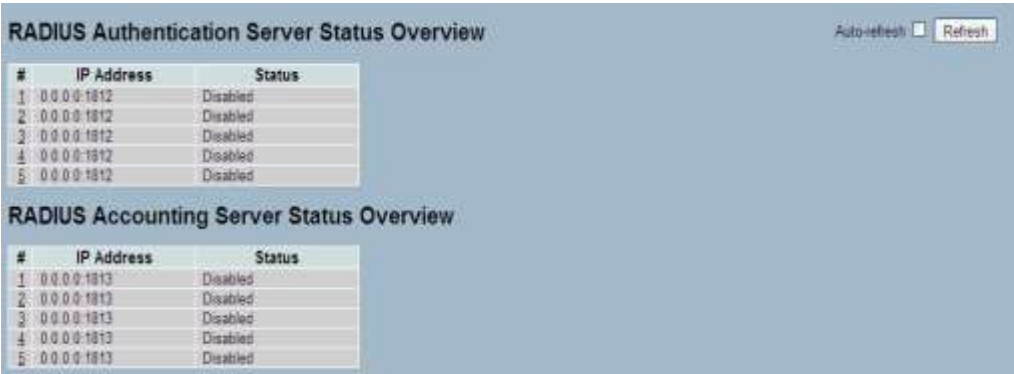 RADIUS Authentication Server Status Overview
Auto-refresh Refresh
# IP Address Status
1 0.0.0.0:1812 Disabled
2 0.0.0.0:1812 Disabled
3 0.0.0.0:1812 Disabled
4 0.0.0.0:1812 Disabled
5 0.0.0.0:1812 Disabled
RADIUS Accounting Server Status Overview
# IP Address Status
1 0.0.0.0:1813 Disabled
2 0.0.0.0:1813 Disabled
3 0.0.0.0:1813 Disabled
4 0.0.0.0:1813 Disabled
5 0.0.0.0:1813 Disabled